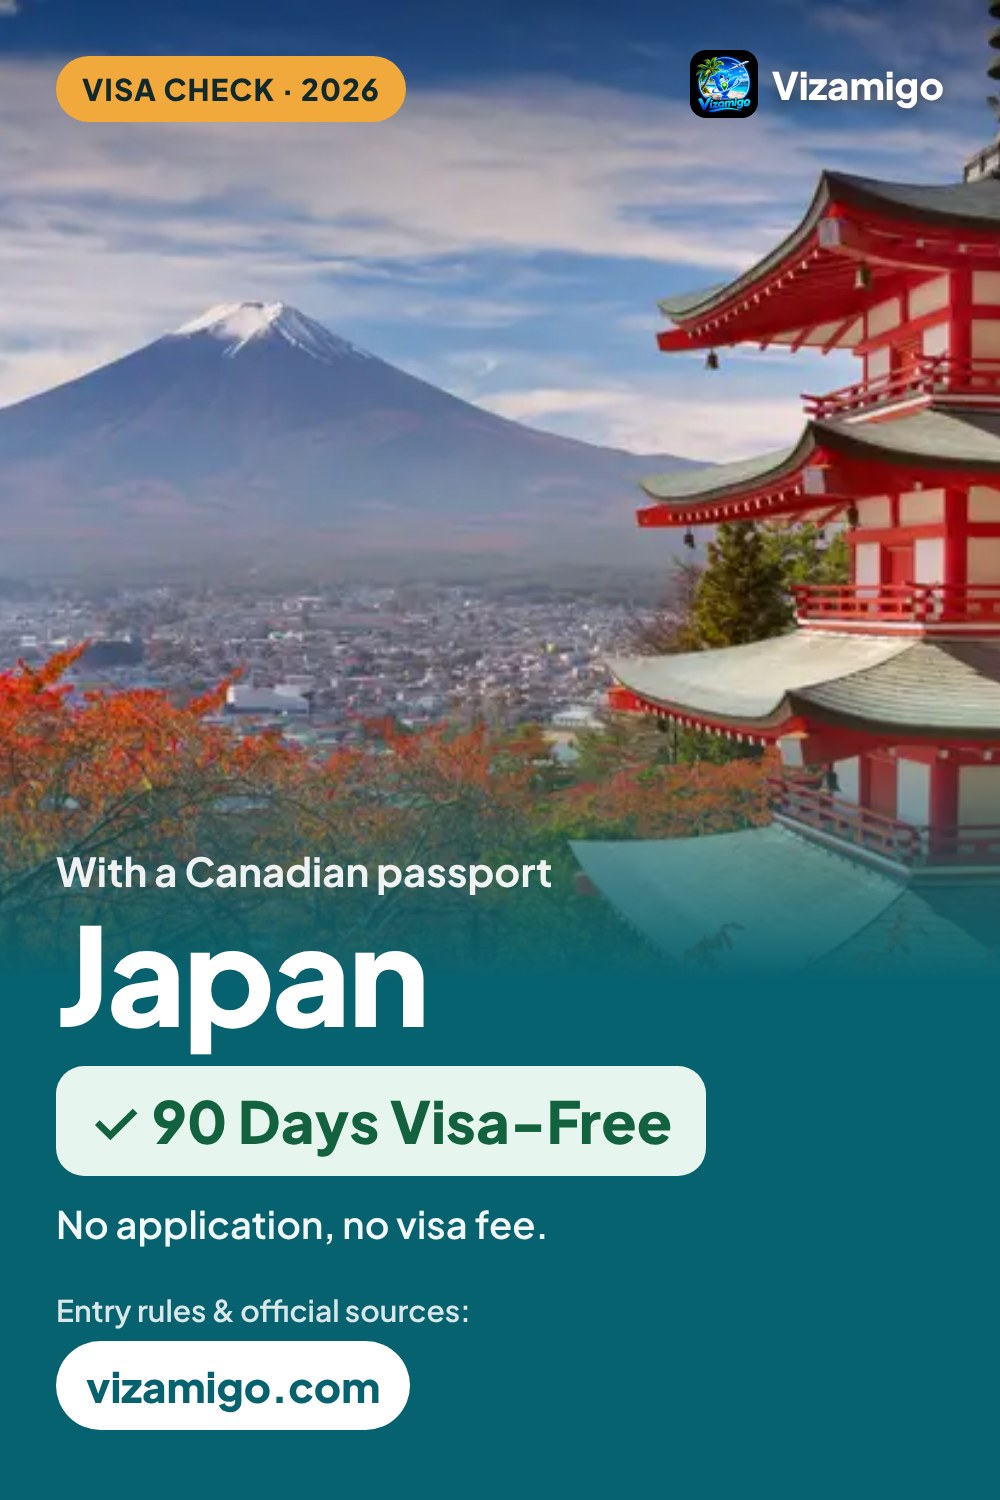 VISA CHECK · 2026
Vizamigo
Vizamigo
With a Canadian passport
Japan
✓ 90 Days Visa-Free
No application, no visa fee.
Entry rules & official sources:
vizamigo.com